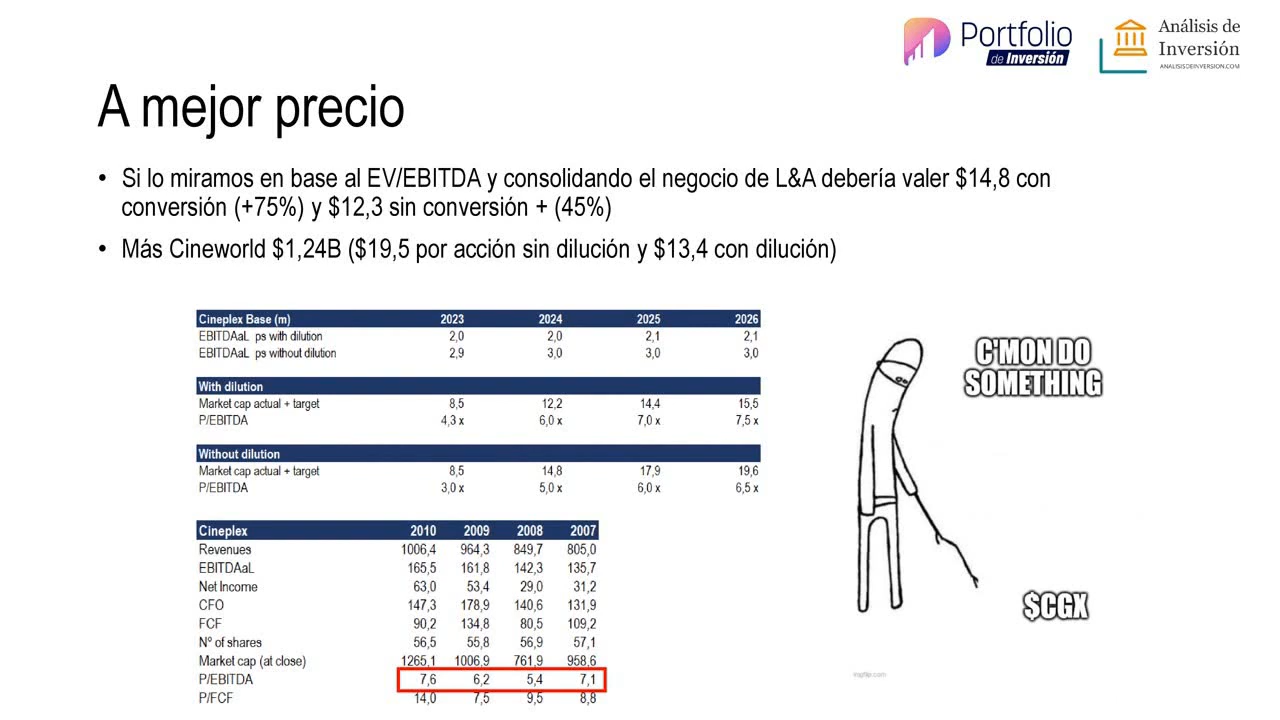 Portfolio
de Inversión
Análisis de
Inversión
ANALISISDEINVERSION.COM
A mejor precio
• Si lo miramos en base al EV/EBITDA y consolidando el negocio de L&A debería valer $14,8 con
conversión (+75%) y $12,3 sin conversión + (45%)
• Más Cineworld $1,24B ($19,5 por acción sin dilución y $13,4 con dilución)
Cineplex Base (m) 2023 2024 2025 2026
EBITDAaL ps with dilution 2,0 2,0 2,1 2,1
EBITDAaL ps without dilution 2,9 3,0 3,0 3,0
With dilution
Market cap actual + target 8,5 12,2 14,4 15,5
P/EBITDA 4,3 x 6,0 x 7,0 x 7,5 x
Without dilution
Market cap actual + target 8,5 14,8 17,9 19,6
P/EBITDA 3,0 x 5,0 x 6,0 x 6,5 x
Cineplex 2010 2009 2008 2007
Revenues 1006,4 964,3 849,7 805,0
EBITDAaL 165,5 161,8 142,3 135,7
Net Income 63,0 53,4 29,0 31,2
CFO 147,3 178,9 140,6 131,9
FCF 90,2 134,8 80,5 109,2
Nº of shares 56,5 55,8 56,9 57,1
Market cap (at close) 1265,1 1006,9 761,9 958,6
P/EBITDA 7,6 6,2 5,4 7,1
P/FCF 14,0 7,5 9,5 8,8
C'MON DO
SOMETHING
$CGX
imgflip.com